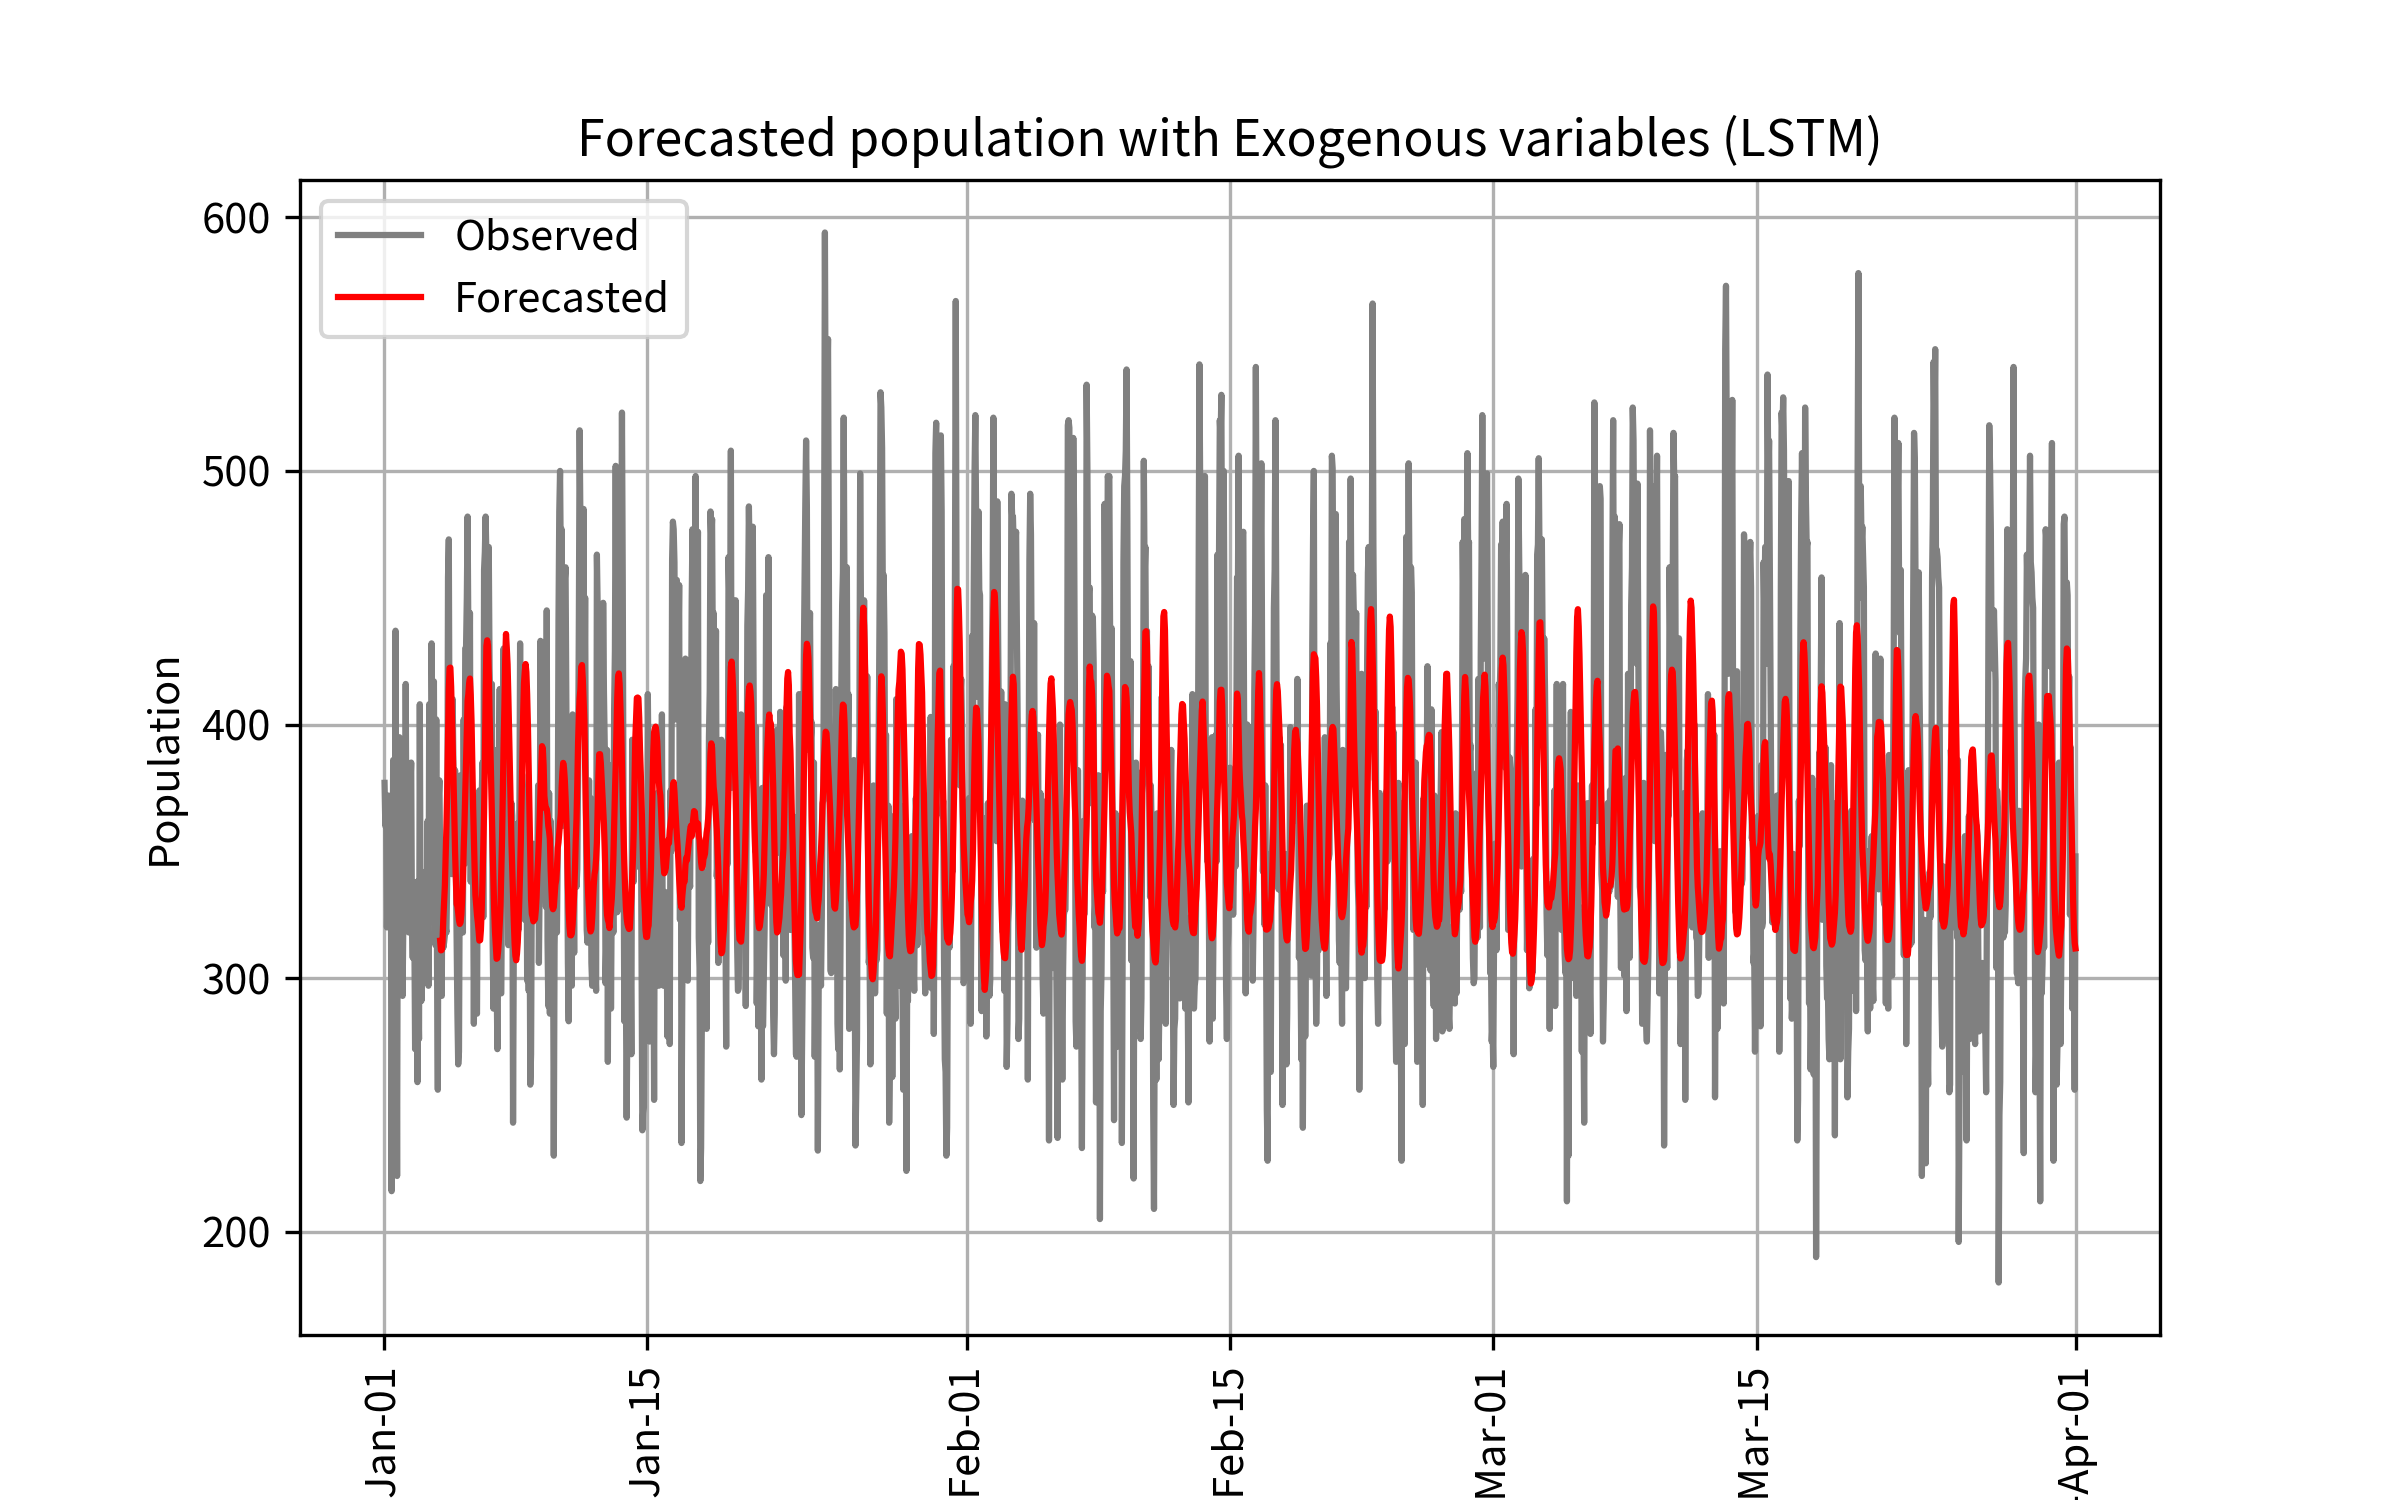 Forecasted population with Exogenous variables (LSTM)
Observed
Forecasted
Population
600
500
400
300
200
Jan-01
Jan-15
Feb-01
Feb-15
Mar-01
Mar-15
-Apr-01